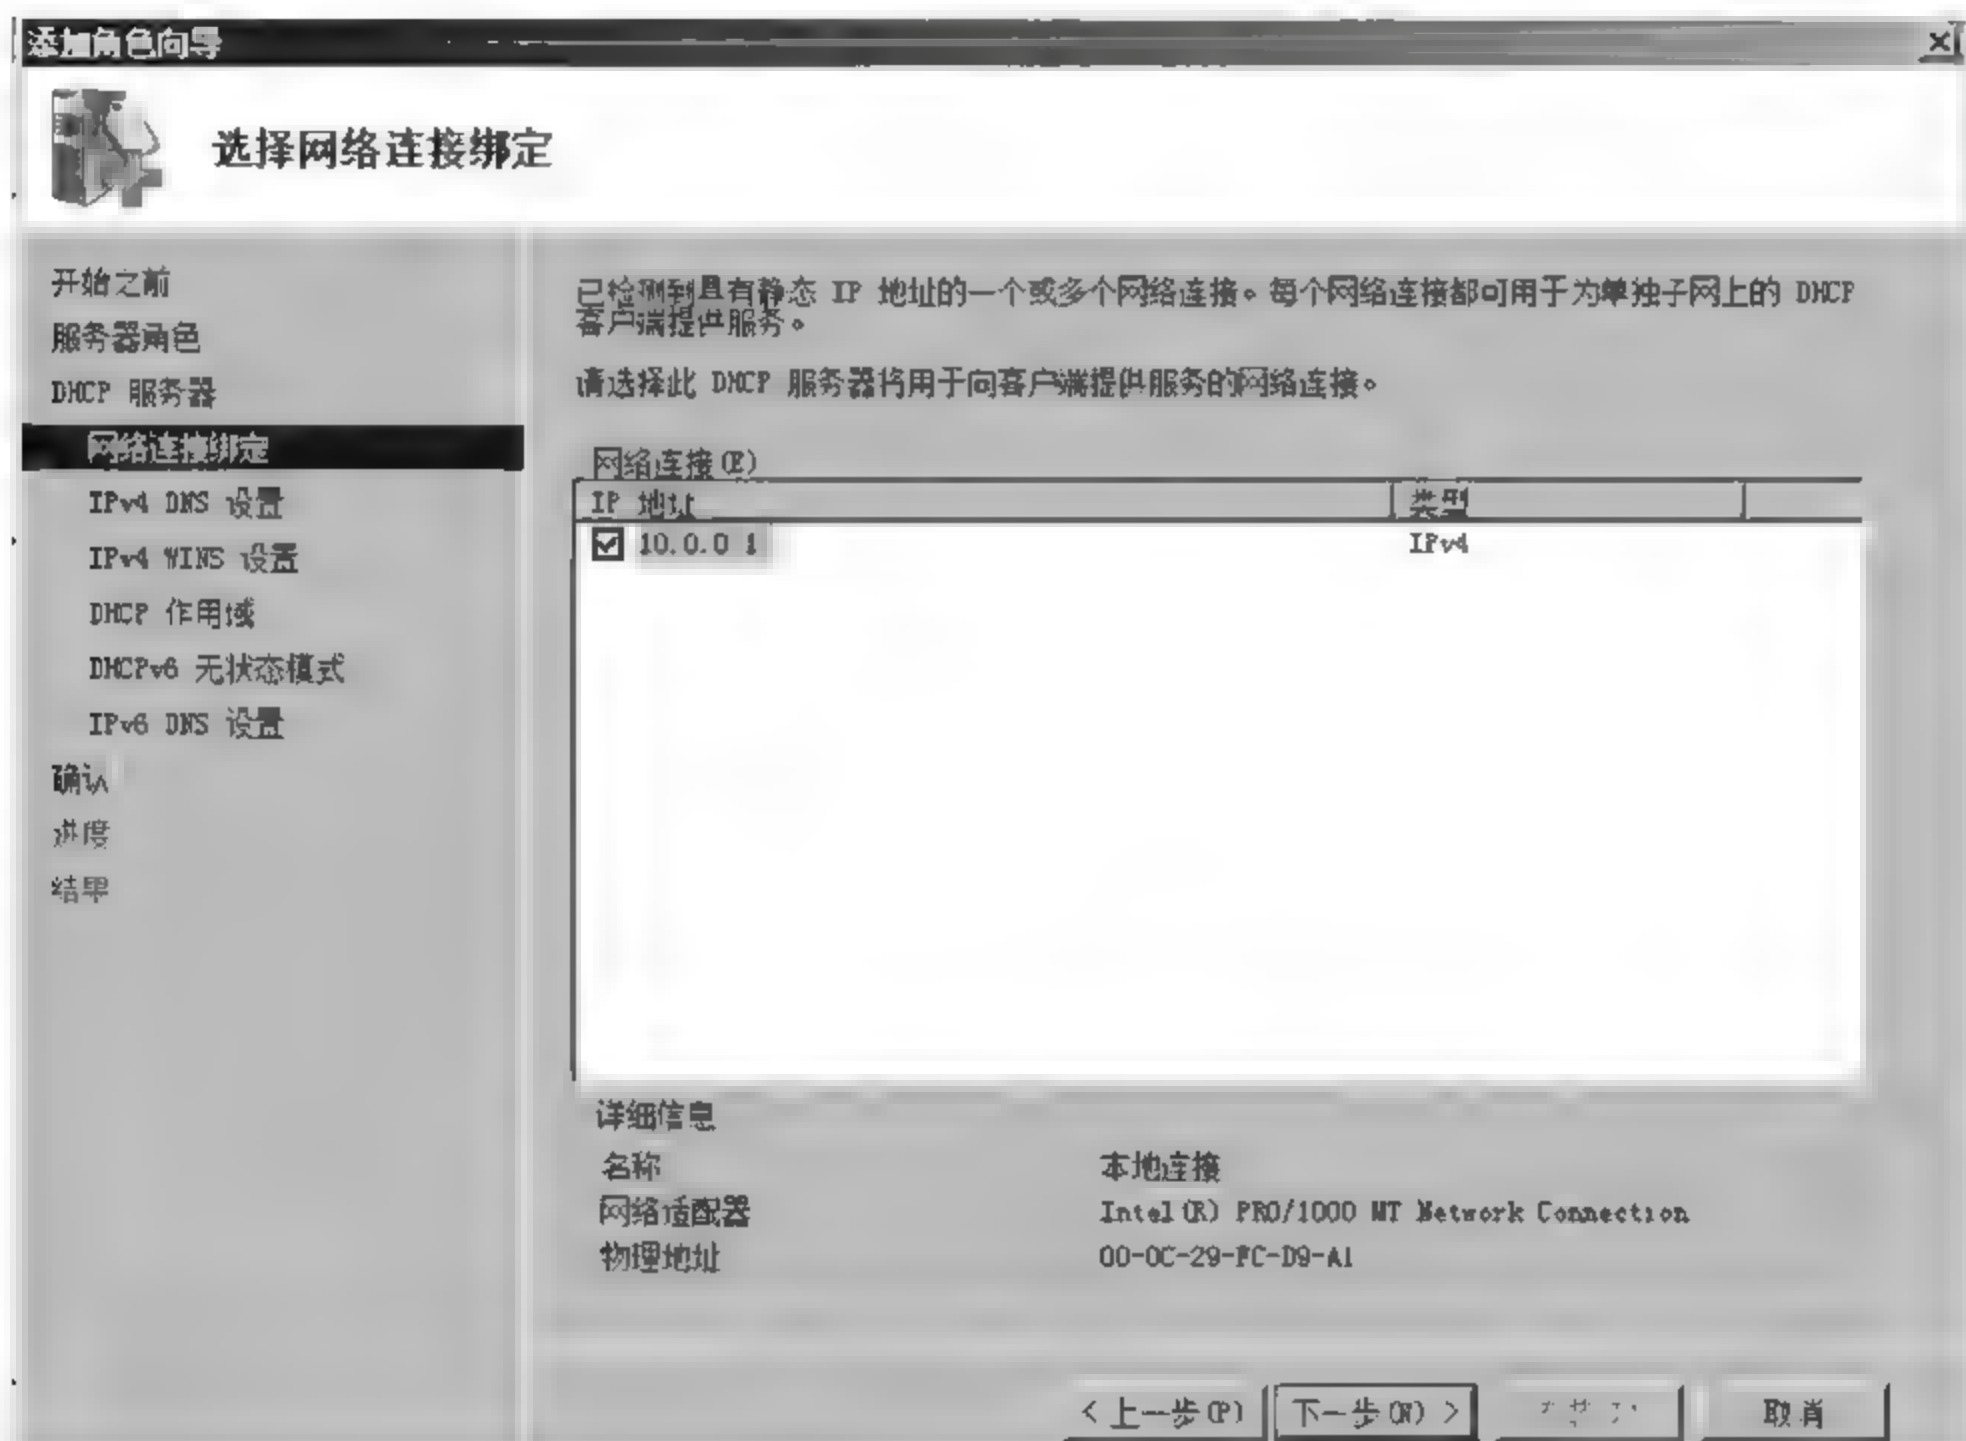 添加角色向导
选择网络连接绑定
开始之前
服务器角色
DHCP 服务器
网络连接绑定
IPv4 DNS 设置
IPv4 WINS 设置
DHCP 作用域
DHCPv6 无状态模式
IPv6 DNS 设置
确认
进度
结果
已检测到具有静态 IP 地址的一个或多个网络连接。每个网络连接都可用于为单独子网上的 DHCP
客户端提供服务。
请选择此 DHCP 服务器将用于向客户端提供服务的网络连接。
网络连接(E)
IP 地址 类型
10.0.0 1 IPv4
详细信息
名称 本地连接
网络适配器 Intel(R) PRO/1000 MT Network Connection
物理地址 00-0C-29-FC-D9-A1
< 上一步(P) 下一步(N) > 取消